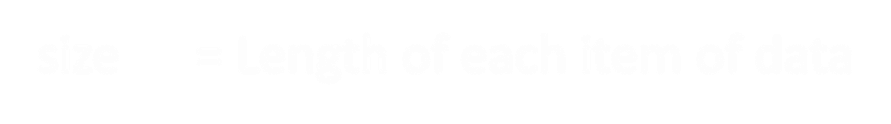 size = Length of each item of data